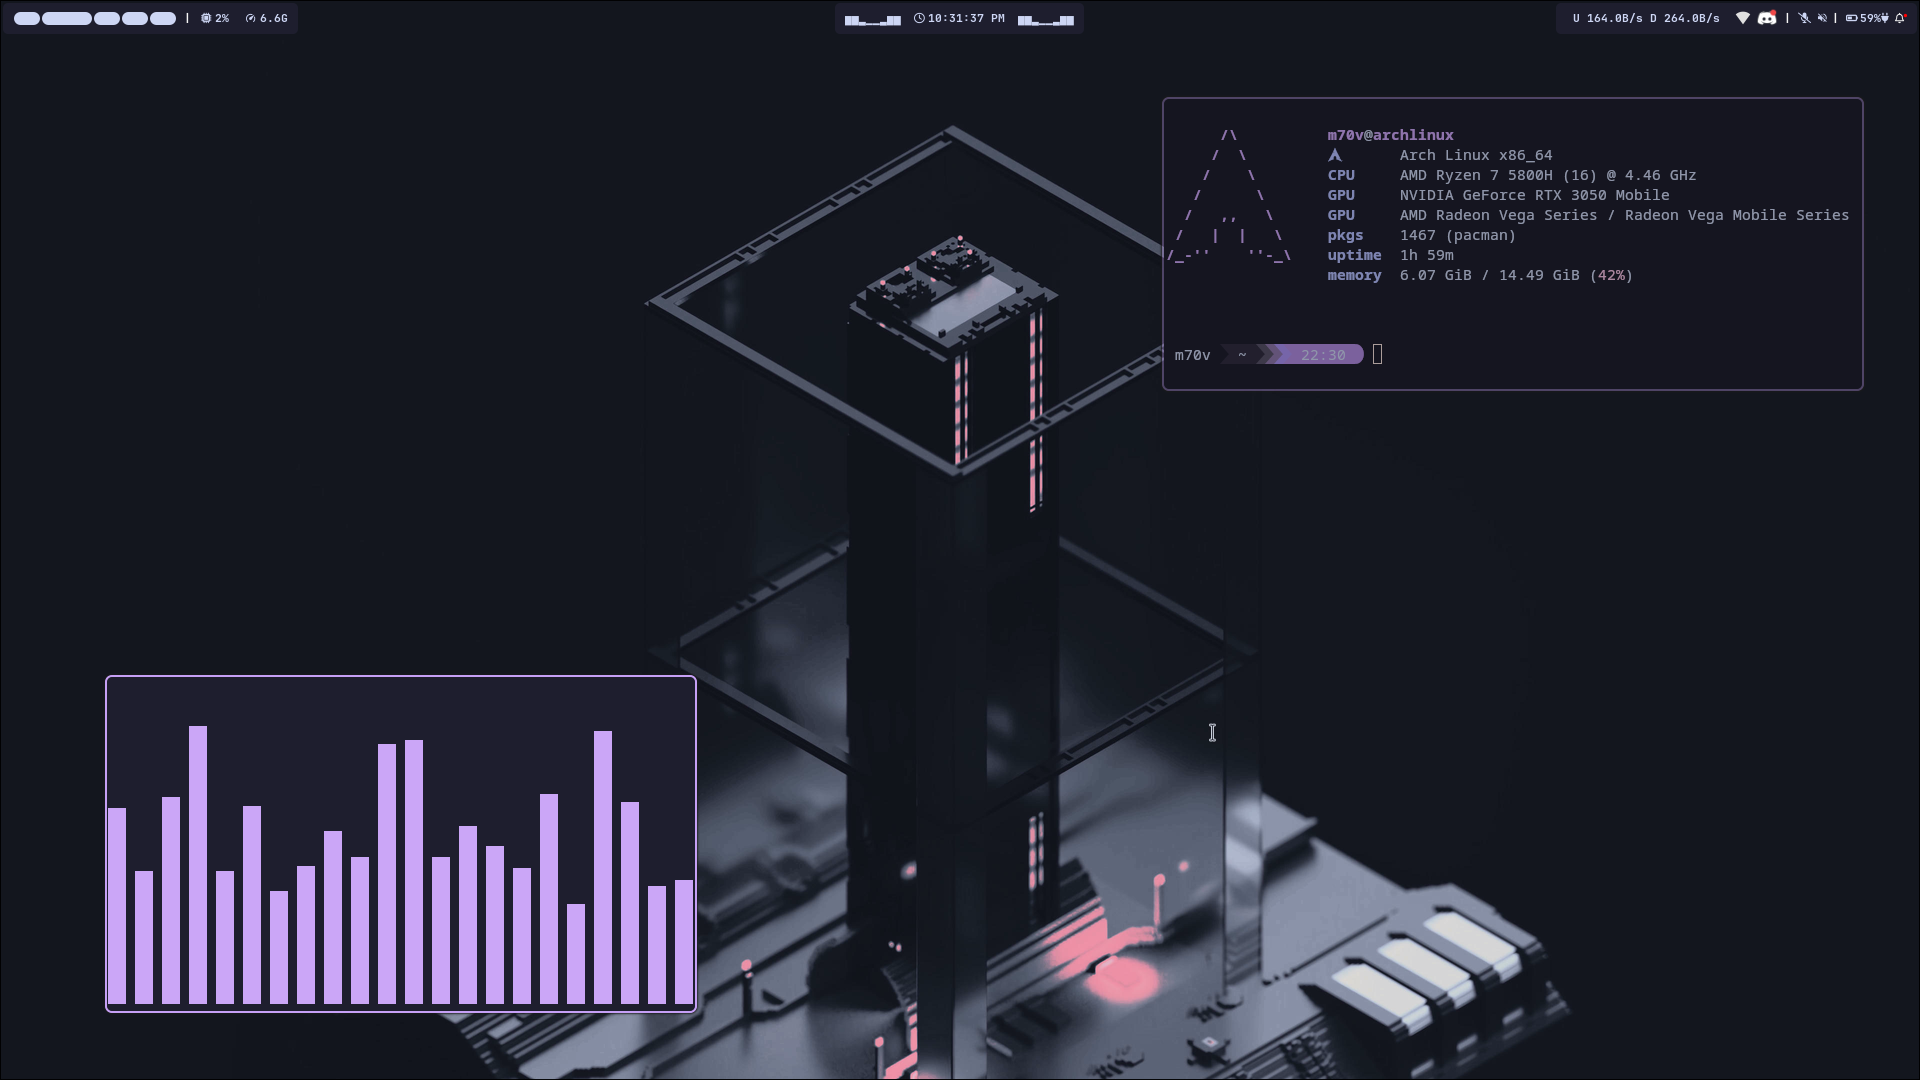 2% 6.6G
10:31:37 PM
U 164.0B/s D 264.0B/s 59%
m70v@archlinux
Arch Linux x86_64
CPU AMD Ryzen 7 5800H (16) @ 4.46 GHz
GPU NVIDIA GeForce RTX 3050 Mobile
GPU AMD Radeon Vega Series / Radeon Vega Mobile Series
pkgs 1467 (pacman)
uptime 1h 59m
memory 6.07 GiB / 14.49 GiB (42%)
m70v ~ 22:30